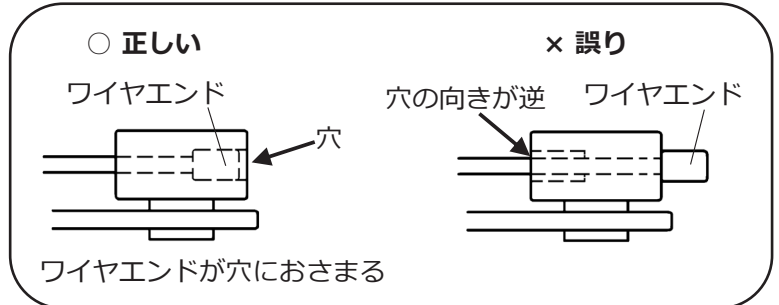 ○ 正しい
× 誤り
ワイヤエンド
穴
穴の向きが逆
ワイヤエンド
ワイヤエンドが穴におさまる